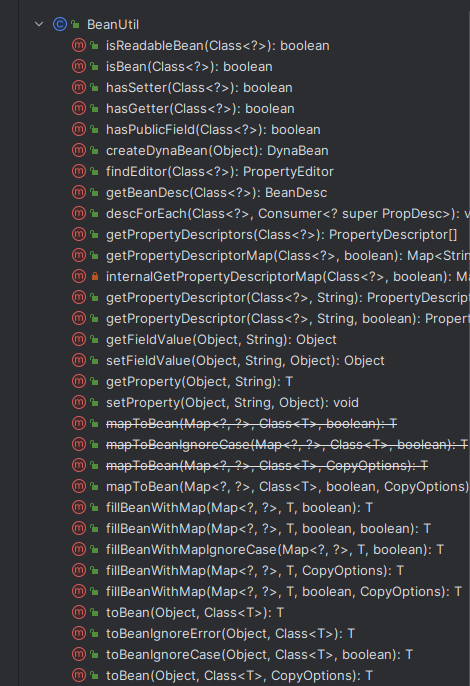 BeanUtil
isReadableBean(Class<?>): boolean
isBean(Class<?>): boolean
hasSetter(Class<?>): boolean
hasGetter(Class<?>): boolean
hasPublicField(Class<?>): boolean
createDynaBean(Object): DynaBean
findEditor(Class<?>): PropertyEditor
getBeanDesc(Class<?>): BeanDesc
descForEach(Class<?>, Consumer<? super PropDesc>): v
getPropertyDescriptors(Class<?>): PropertyDescriptor[]
getPropertyDescriptorMap(Class<?>, boolean): Map<Strin
internalGetPropertyDescriptorMap(Class<?>, boolean): Ma
getPropertyDescriptor(Class<?>, String): PropertyDescript
getPropertyDescriptor(Class<?>, String, boolean): Propert
getFieldValue(Object, String): Object
setFieldValue(Object, String, Object): Object
getProperty(Object, String): T
setProperty(Object, String, Object): void
mapToBean(Map<?, ?>, Class<T>, boolean): T
mapToBeanIgnoreCase(Map<?, ?>, Class<T>, boolean): T
mapToBean(Map<?, ?>, Class<T>, CopyOptions): T
mapToBean(Map<?, ?>, Class<T>, boolean, CopyOptions)
fillBeanWithMap(Map<?, ?>, T, boolean): T
fillBeanWithMap(Map<?, ?>, T, boolean, boolean): T
fillBeanWithMapIgnoreCase(Map<?, ?>, T, boolean): T
fillBeanWithMap(Map<?, ?>, T, CopyOptions): T
fillBeanWithMap(Map<?, ?>, T, boolean, CopyOptions): T
toBean(Object, Class<T>): T
toBeanIgnoreError(Object, Class<T>): T
toBeanIgnoreCase(Object, Class<T>, boolean): T
toBean(Object, Class<T>, CopyOptions): T